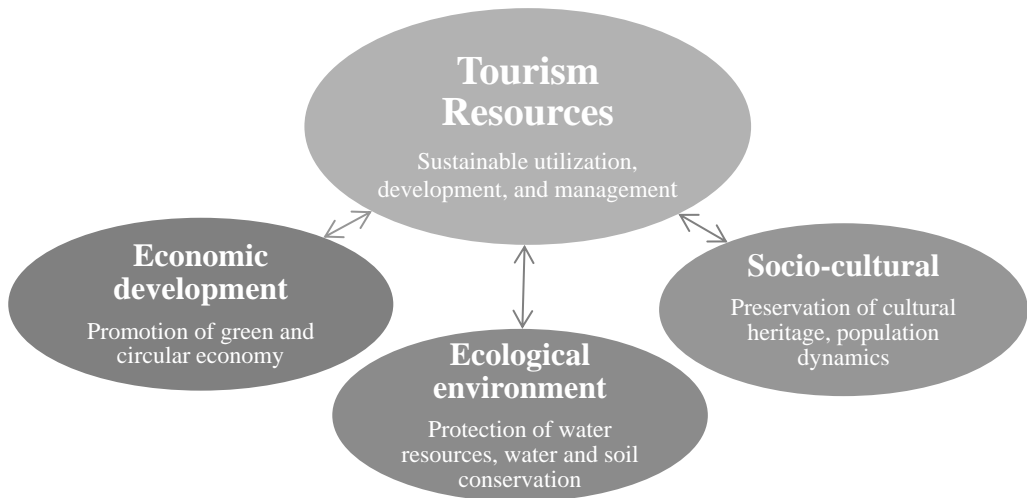 Tourism
Resources
Sustainable utilization,
development, and management
Economic
development
Promotion of green and
circular economy
Ecological
environment
Protection of water
resources, water and soil
conservation
Socio-cultural
Preservation of cultural
heritage, population
dynamics